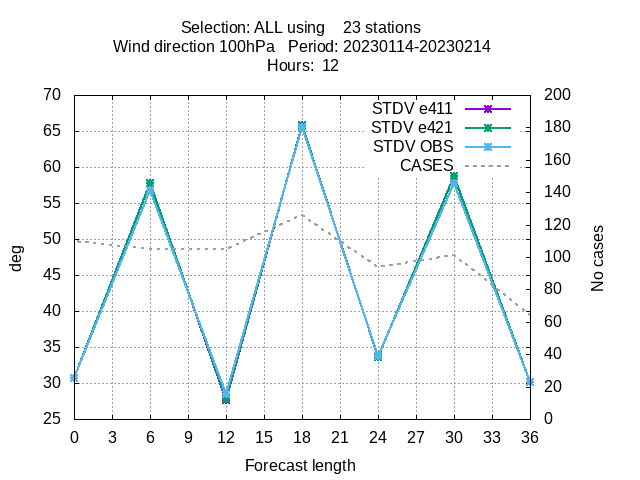 Selection: ALL using    23 stations
Wind direction 100hPa   Period: 20230114-20230214
Hours:  12
70
65
60
55
50
45
40
35
30
25
200
180
160
140
120
100
80
60
40
20
0
0 3 6 9 12 15 18 21 24 27 30 33 36
deg
No cases
Forecast length
STDV e411
STDV e421
STDV OBS
CASES